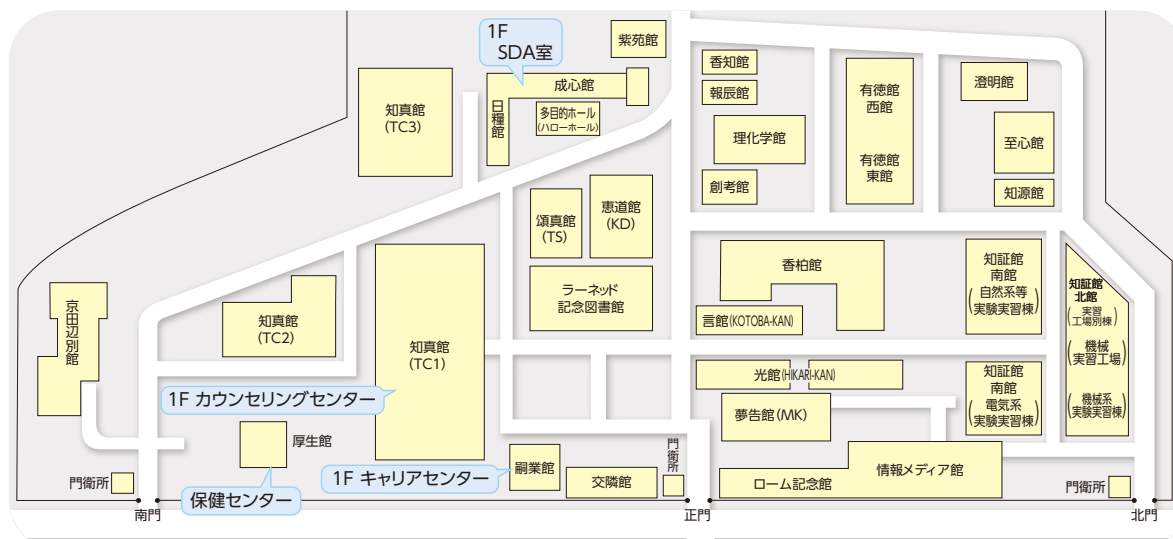 1F
SDA室
紫苑館
成心館
日糧館
多目的ホール
(ハローホール)
知真館
(TC3)
香知館
報辰館
理化学館
創考館
有徳館
西館
有徳館
東館
澄明館
至心館
知源館
頌真館
(TS)
恵道館
(KD)
ラーネッド
記念図書館
香柏館
言館(KOTOBA-KAN)
知証館
南館
(自然系等
実験実習棟)
知証館
北館
(実習
工場別棟)
(機械
実習工場)
(機械系
実験実習棟)
京田辺別館
知真館
(TC2)
知真館
(TC1)
1F カウンセリングセンター
光館(HIKARI-KAN)
夢告館(MK)
知証館
南館
(電気系
実験実習棟)
厚生館
保健センター
1F キャリアセンター
嗣業館
交隣館
門衛所
ローム記念館
情報メディア館
門衛所
門衛所
南門
正門
北門